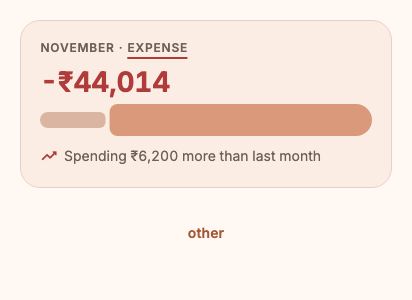 NOVEMBER · EXPENSE
-₹44,014
Spending ₹6,200 more than last month
other